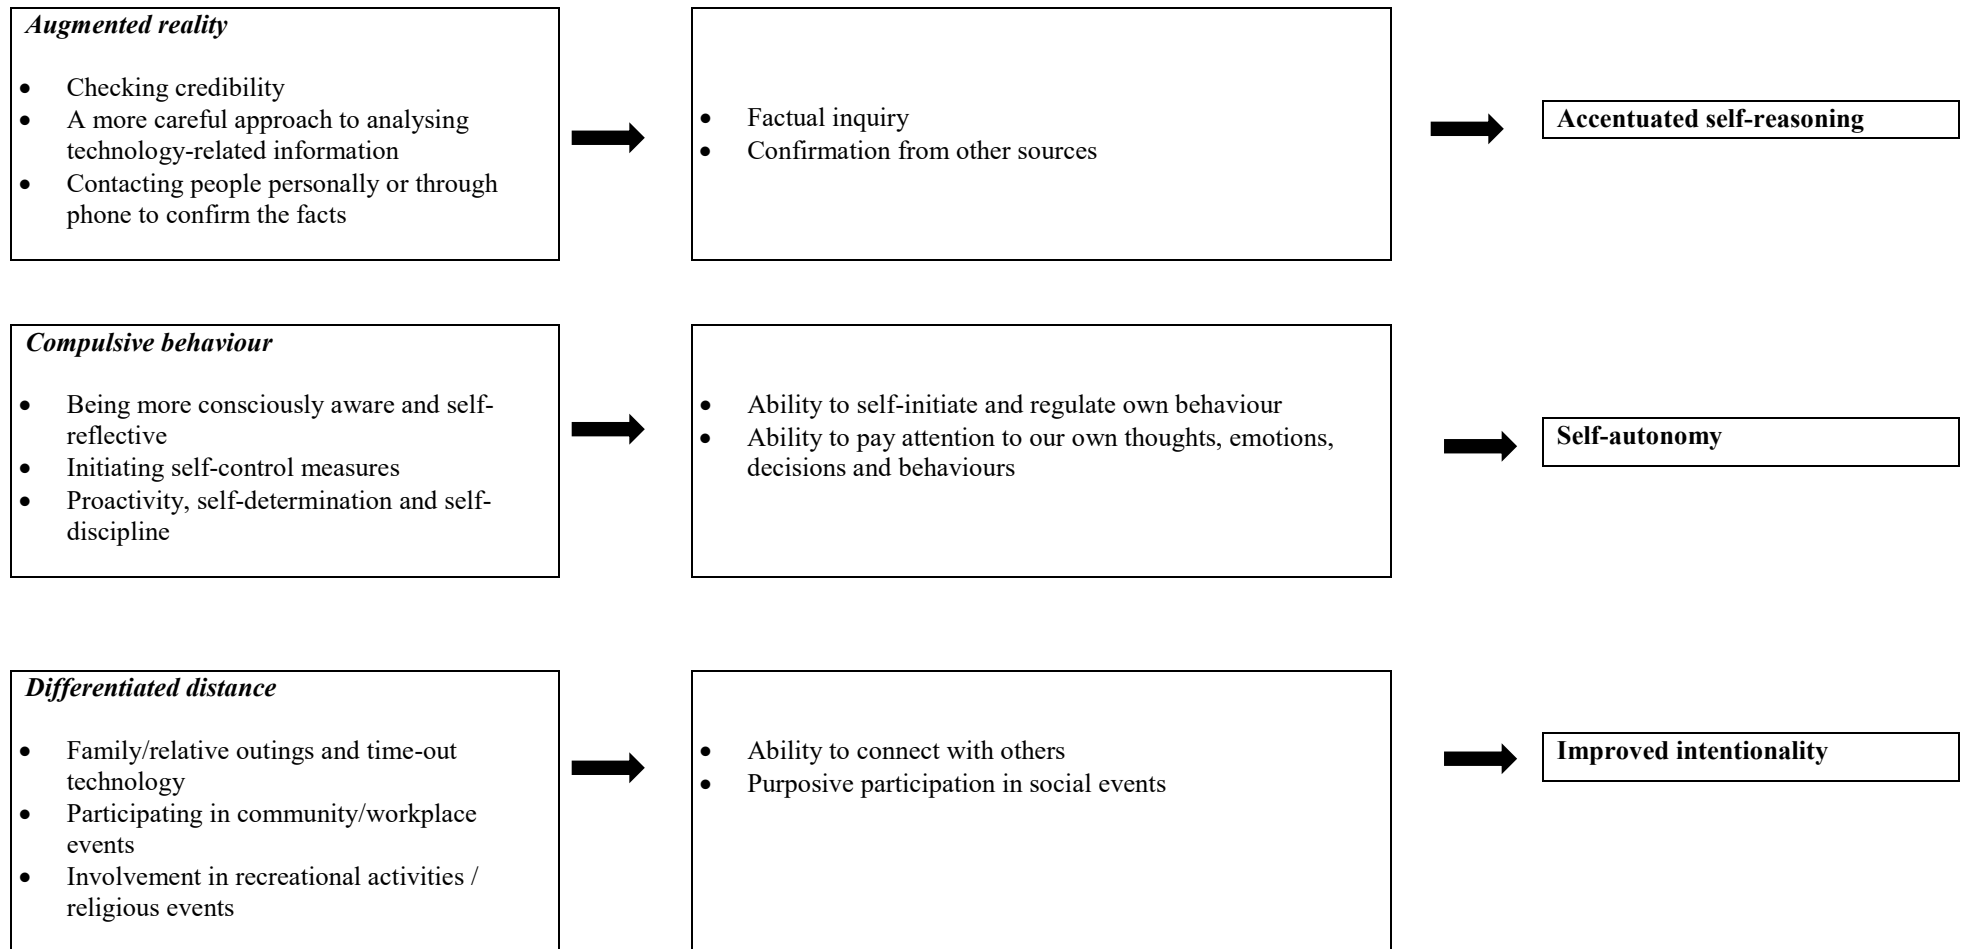 Augmented reality
• Checking credibility
• A more careful approach to analysing
technology-related information
• Contacting people personally or through
phone to confirm the facts
• Factual inquiry
• Confirmation from other sources
Accentuated self-reasoning
Compulsive behaviour
• Being more consciously aware and self-
reflective
• Initiating self-control measures
• Proactivity, self-determination and self-
discipline
• Ability to self-initiate and regulate own behaviour
• Ability to pay attention to our own thoughts, emotions,
decisions and behaviours
Self-autonomy
Differentiated distance
• Family/relative outings and time-out
technology
• Participating in community/workplace
events
• Involvement in recreational activities /
religious events
• Ability to connect with others
• Purposive participation in social events
Improved intentionality